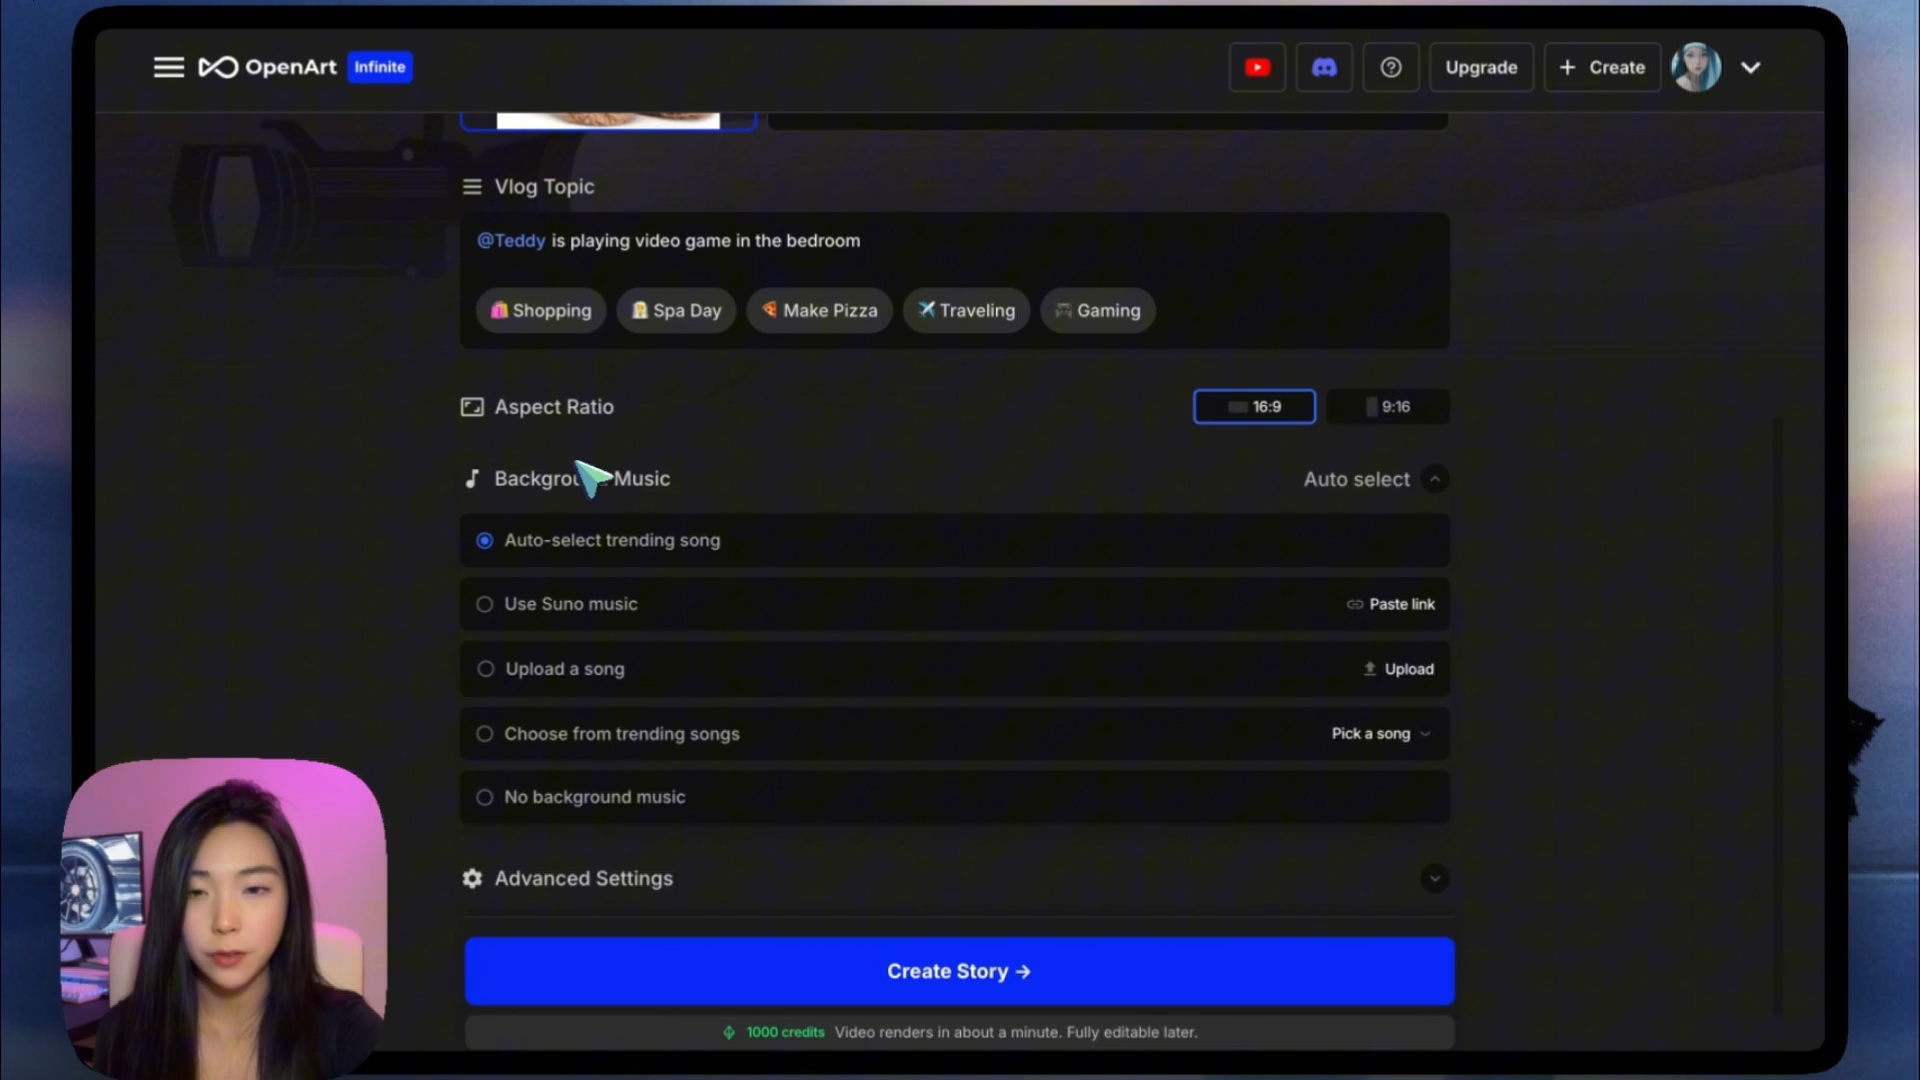 OpenArt Infinite
Upgrade
+ Create
Vlog Topic
@Teddy is playing video game in the bedroom
Shopping
Spa Day
Make Pizza
Traveling
Gaming
Aspect Ratio
16:9
9:16
Music
Auto select
Auto-select trending song
Use Suno music
Paste link
Upload a song
Upload
Choose from trending songs
Pick a song
No background music
Advanced Settings
Create Story →
1000 credits Video renders in about a minute. Fully editable later.